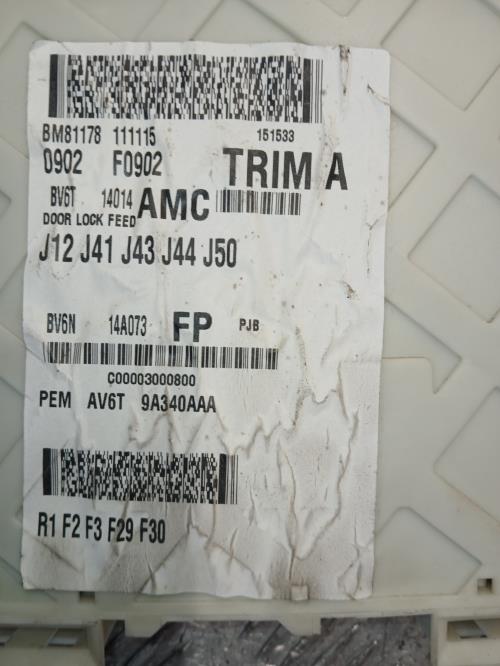 BM81178 111115 151533
0902 F0902 TRIM A
BV6T 14014 AMC
DOOR LOCK FEED
J12 J41 J43 J44 J50
BV6N 14A073 FP PJB
C00003000800
PEM AV6T 9A340AAA
R1 F2 F3 F29 F30